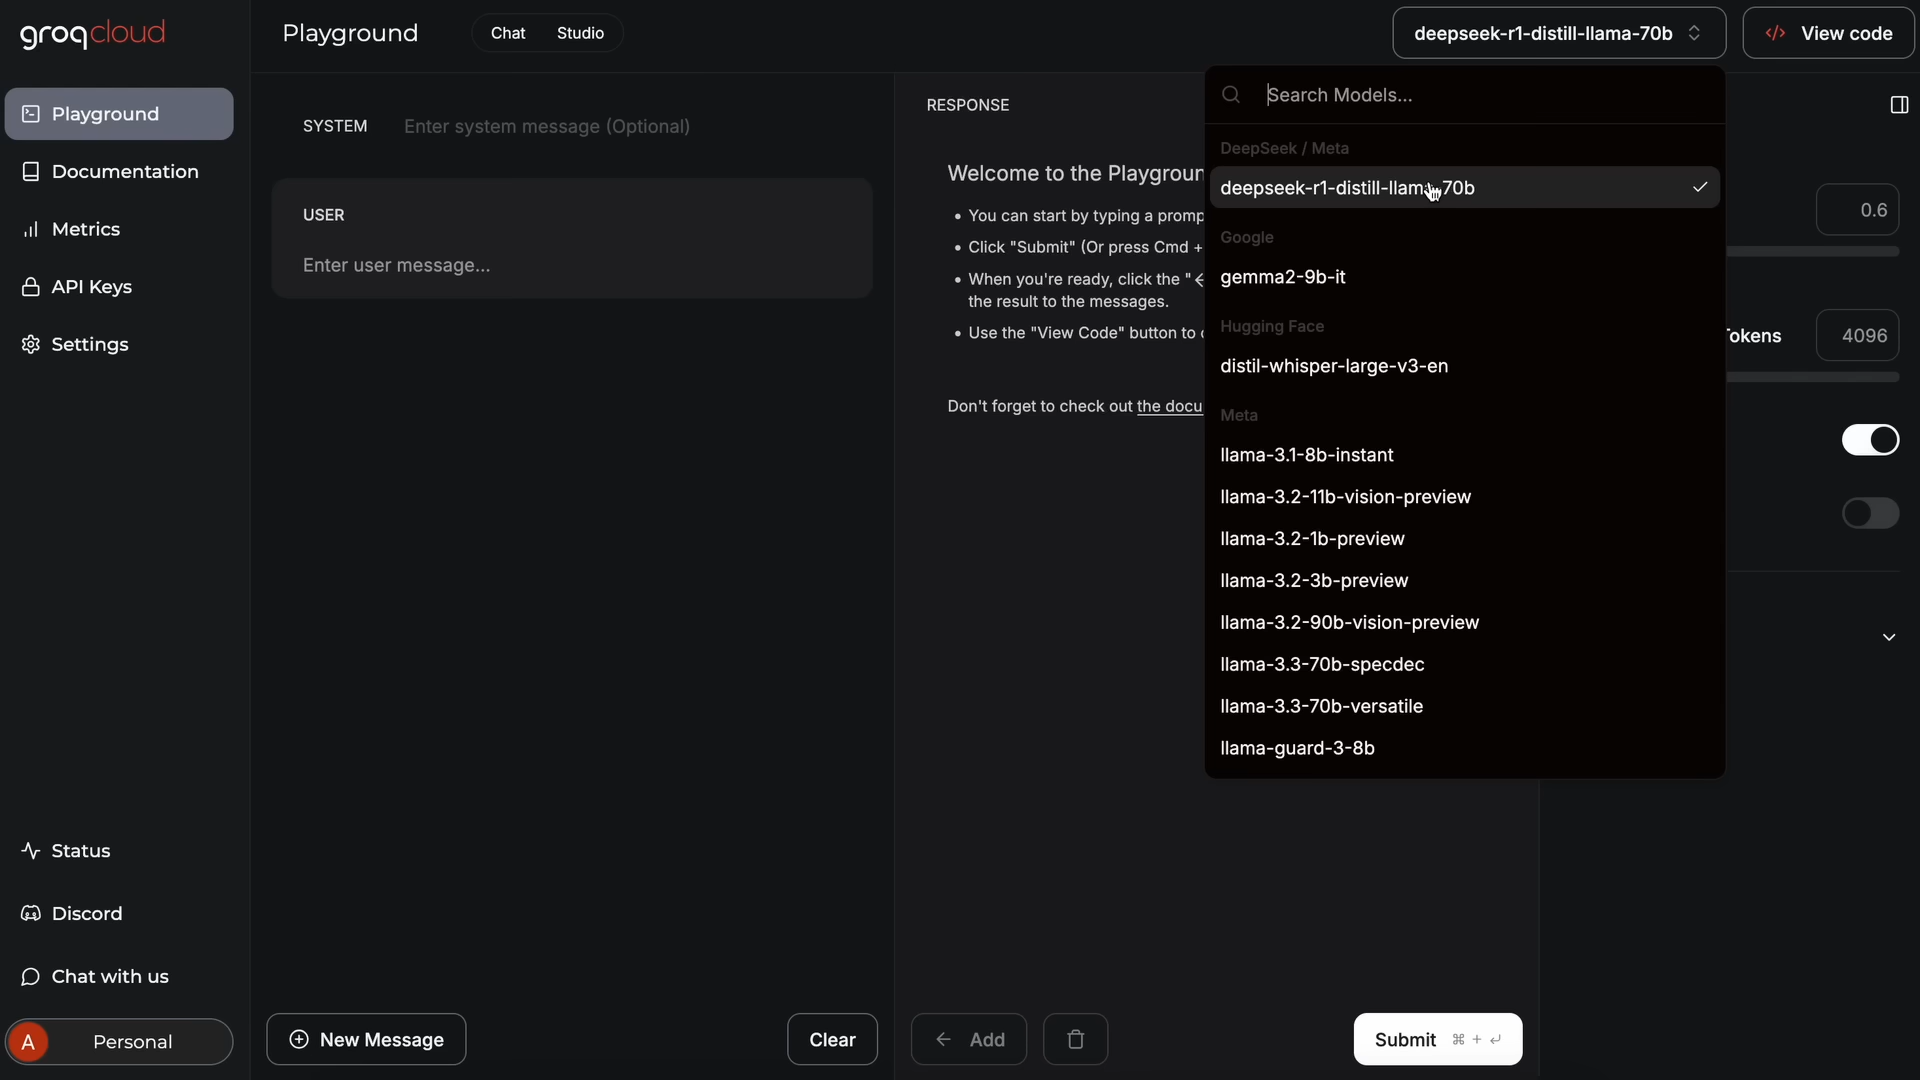 groqcloud
Playground
Documentation
Metrics
API Keys
Settings
Status
Discord
Chat with us
A
Personal
Playground
Chat
Studio
deepseek-r1-distill-llama-70b
</> View code
SYSTEM
Enter system message (Optional)
USER
Enter user message...
New Message
Clear
RESPONSE
Welcome to the Playgroun
• You can start by typing a promp
• Click "Submit" (Or press Cmd +
• When you're ready, click the "←
the result to the messages.
• Use the "View Code" button to
Don't forget to check out the docu
← Add
Submit ⌘ + ↵
Search Models...
DeepSeek / Meta
deepseek-r1-distill-llama-70b
Google
gemma2-9b-it
Hugging Face
distil-whisper-large-v3-en
Meta
llama-3.1-8b-instant
llama-3.2-11b-vision-preview
llama-3.2-1b-preview
llama-3.2-3b-preview
llama-3.2-90b-vision-preview
llama-3.3-70b-specdec
llama-3.3-70b-versatile
llama-guard-3-8b
0.6
okens
4096